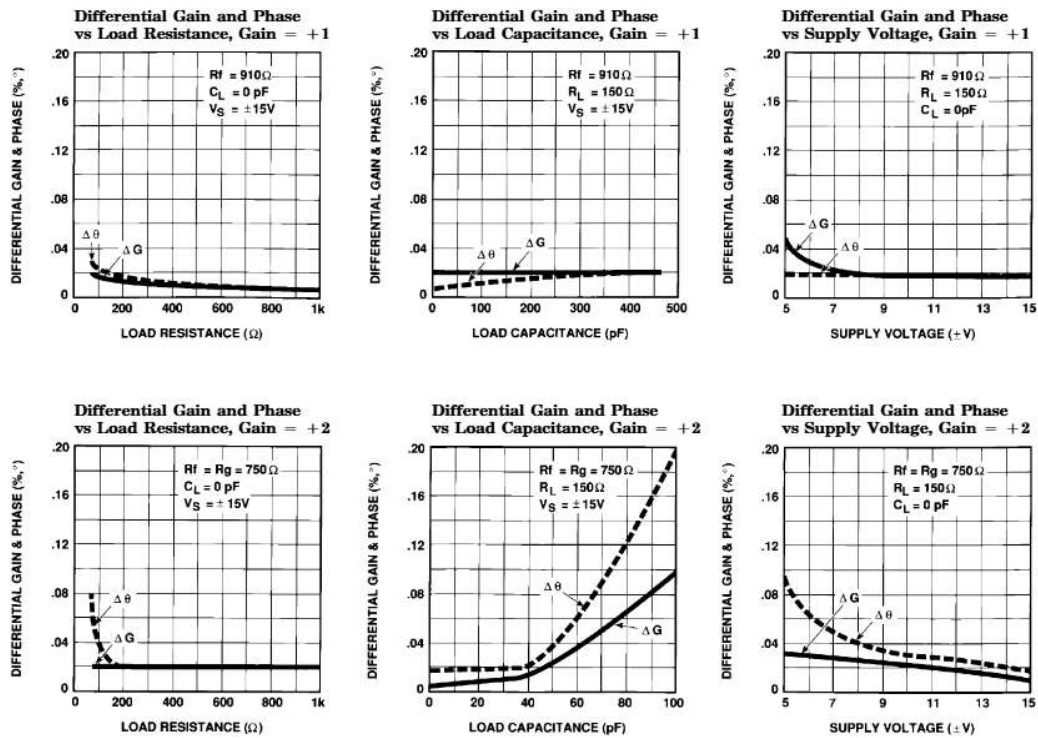 Differential Gain and Phase
vs Load Resistance, Gain = +1
DIFFERENTIAL GAIN & PHASE (%,°)
.20
.16
.12
.08
.04
0
Rf = 910Ω
CL = 0 pF
VS = ±15V
Δθ
ΔG
0 200 400 600 800 1k
LOAD RESISTANCE (Ω)
Differential Gain and Phase
vs Load Capacitance, Gain = +1
DIFFERENTIAL GAIN & PHASE (%,°)
.20
.16
.12
.08
.04
0
Rf = 910Ω
RL = 150Ω
VS = ±15V
ΔG
Δθ
0 100 200 300 400 500
LOAD CAPACITANCE (pF)
Differential Gain and Phase
vs Supply Voltage, Gain = +1
DIFFERENTIAL GAIN & PHASE (%,°)
.20
.16
.12
.08
.04
0
Rf = 910Ω
RL = 150Ω
CL = 0pF
ΔG
Δθ
5 7 9 11 13 15
SUPPLY VOLTAGE (±V)
Differential Gain and Phase
vs Load Resistance, Gain = +2
DIFFERENTIAL GAIN & PHASE (%,°)
.20
.16
.12
.08
.04
0
Rf = Rg = 750Ω
CL = 0 pF
VS = ±15V
Δθ
ΔG
0 200 400 600 800 1k
LOAD RESISTANCE (Ω)
Differential Gain and Phase
vs Load Capacitance, Gain = +2
DIFFERENTIAL GAIN & PHASE (%,°)
.20
.16
.12
.08
.04
0
Rf = Rg = 750Ω
RL = 150Ω
VS = ±15V
Δθ
ΔG
0 20 40 60 80 100
LOAD CAPACITANCE (pF)
Differential Gain and Phase
vs Supply Voltage, Gain = +2
DIFFERENTIAL GAIN & PHASE (%,°)
.20
.16
.12
.08
.04
0
Rf = Rg = 750Ω
RL = 150Ω
CL = 0 pF
ΔG
Δθ
5 7 9 11 13 15
SUPPLY VOLTAGE (±V)